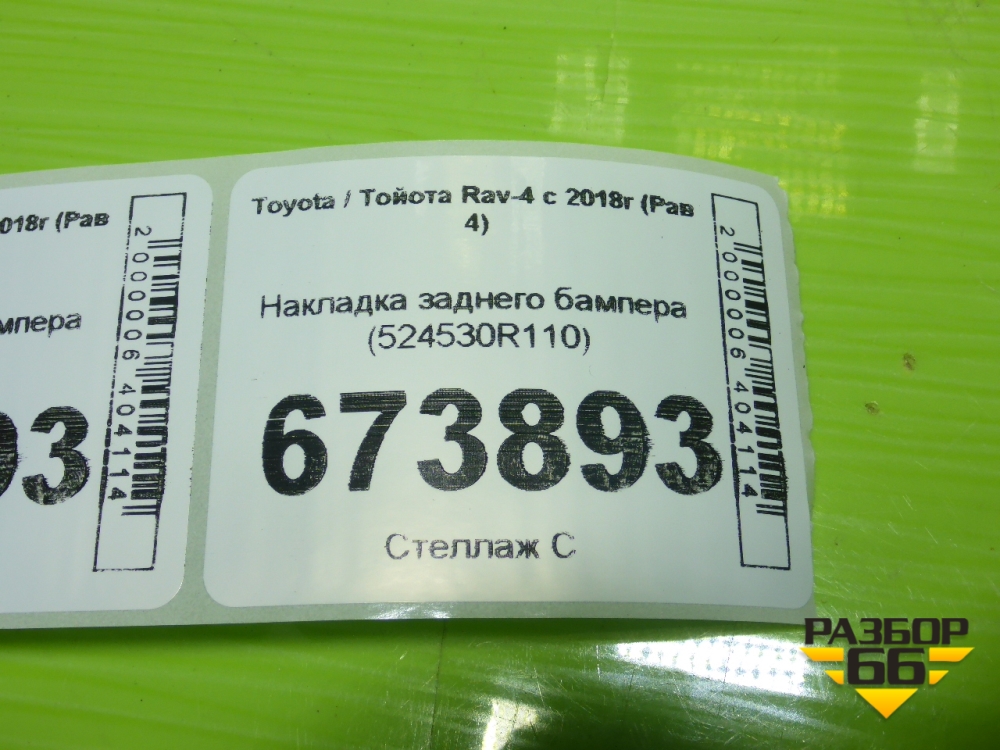 018г (Рав
мпера
93
2000006404114
Toyota / Тойота Rav-4 с 2018г (Рав
4)
Накладка заднего бампера
(524530R110)
673893
Стеллаж С
2000006404114
РАЗБОР
66